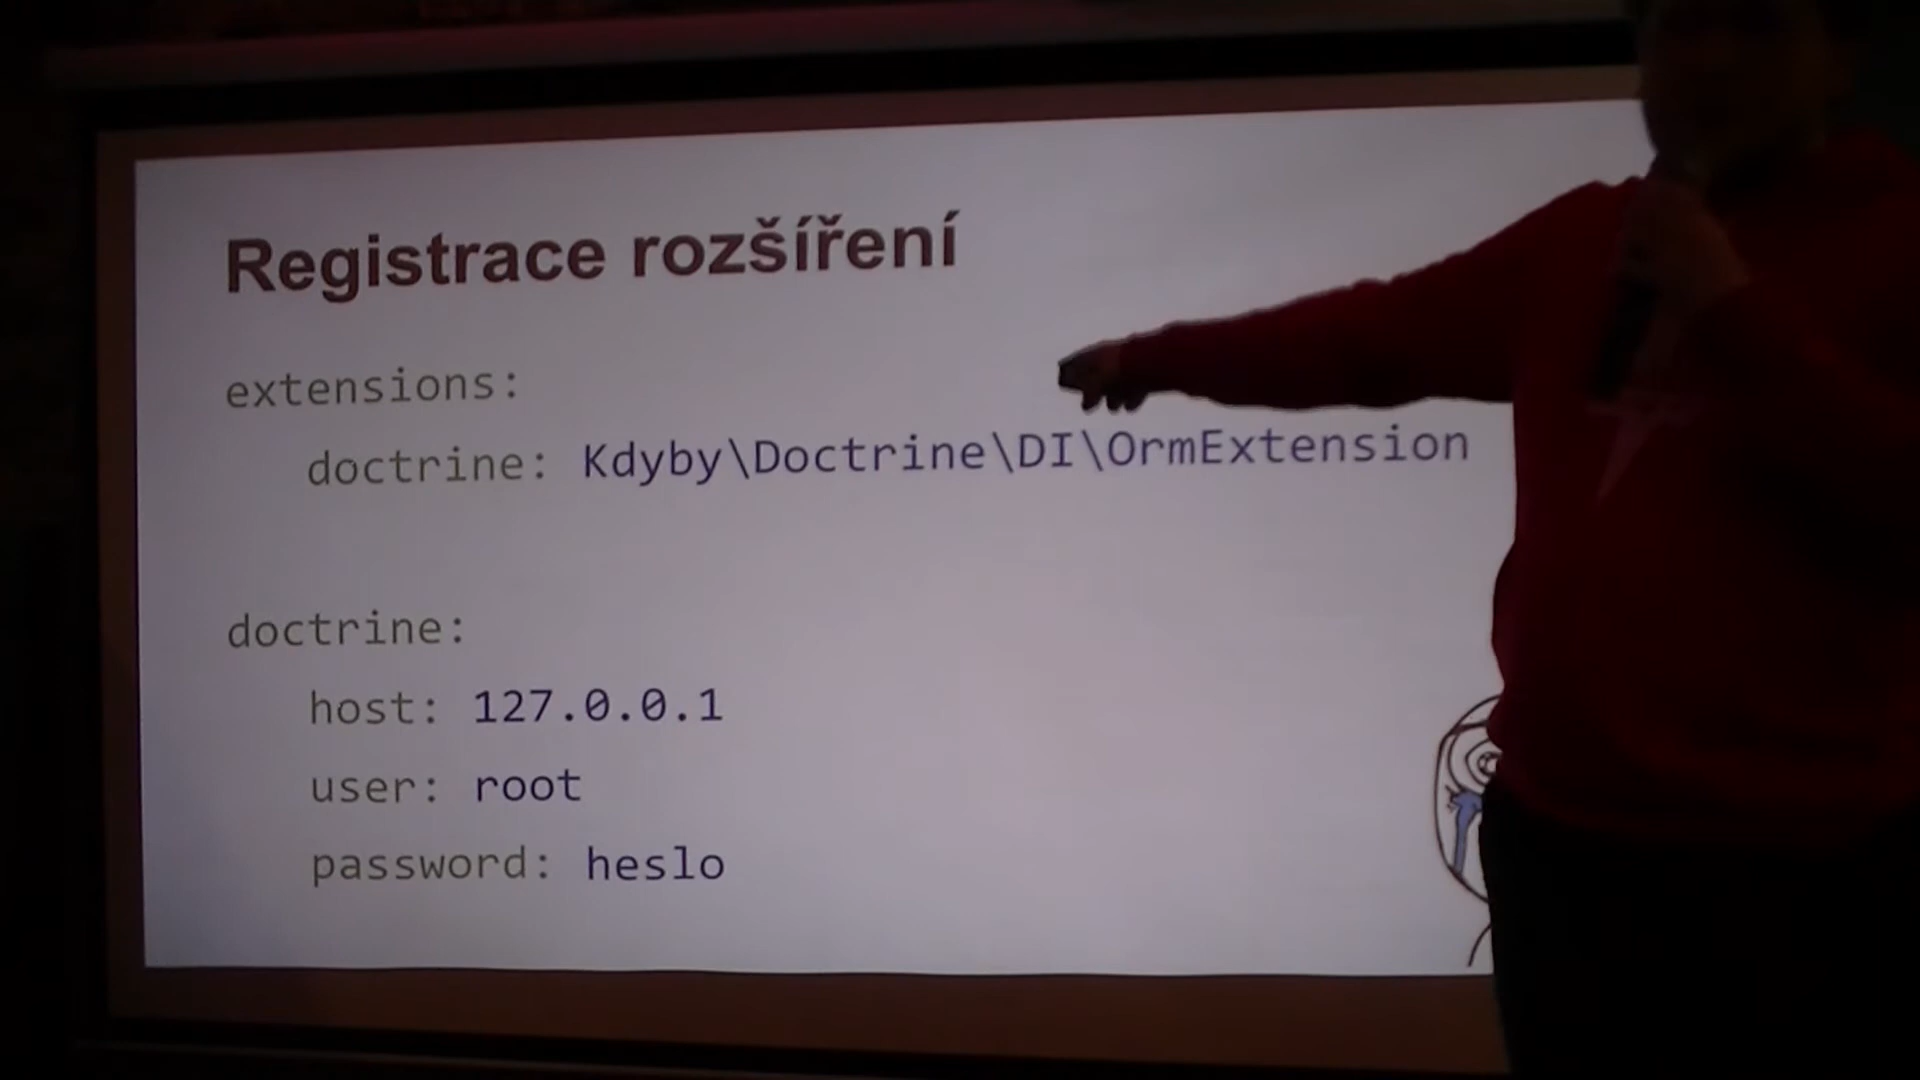 Registrace rozšíření
extensions:
doctrine: Kdyby\Doctrine\DI\OrmExtension
doctrine:
host: 127.0.0.1
user: root
password: heslo